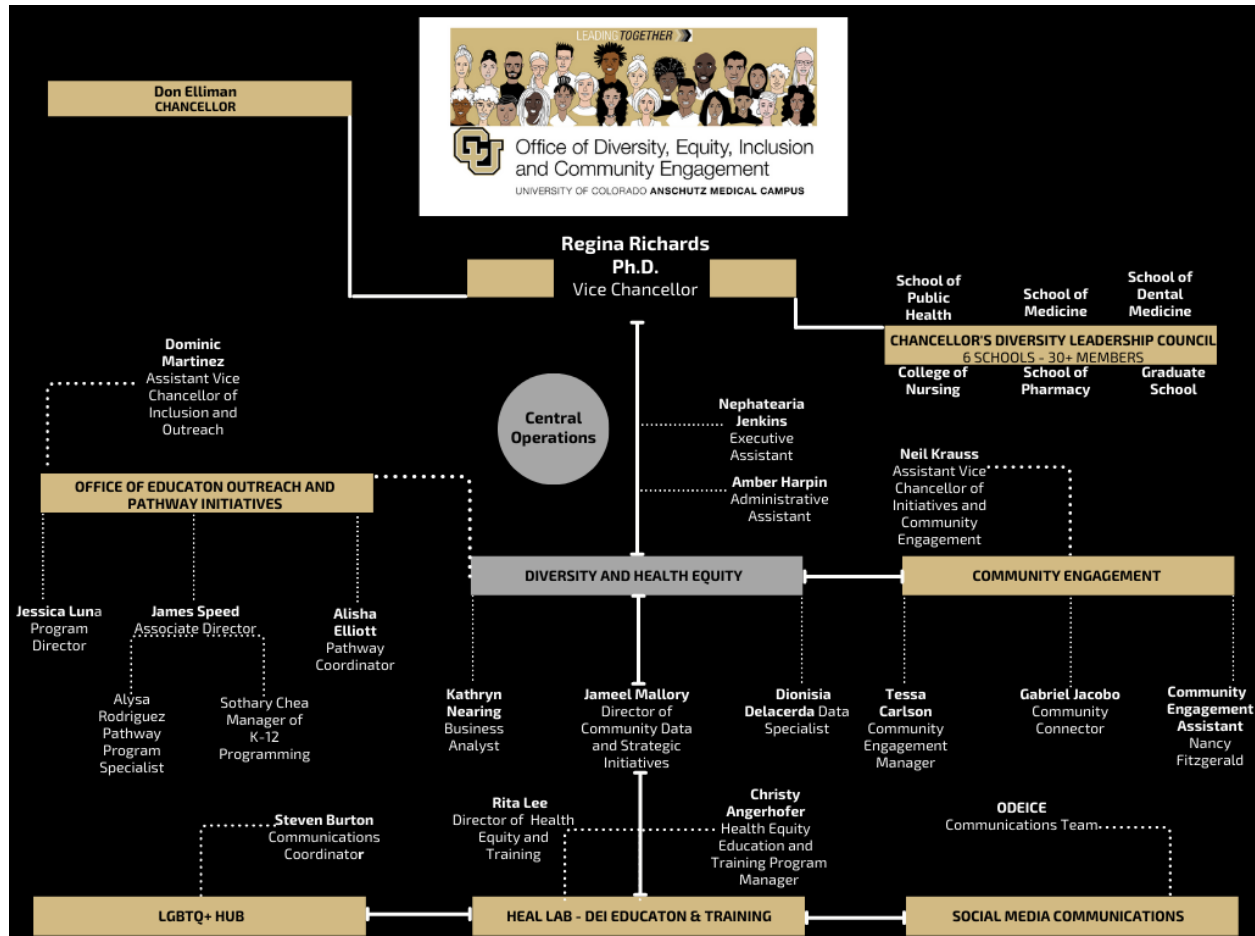 LEADINGTOGETHER
Office of Diversity, Equity, Inclusion
and Community Engagement
UNIVERSITY OF COLORADO ANSCHUTZ MEDICAL CAMPUS
Don Elliman
CHANCELLOR
Regina Richards
Ph.D.
Vice Chancellor
School of
Public
Health
School of
Medicine
School of
Dental
Medicine
CHANCELLOR'S DIVERSITY LEADERSHIP COUNCIL
6 SCHOOLS - 30+ MEMBERS
College of
Nursing
School of
Pharmacy
Graduate
School
Dominic
Martinez
Assistant Vice
Chancellor of
Inclusion and
Outreach
Central
Operations
Nephatearia
Jenkins
Executive
Assistant
Amber Harpin
Administrative
Assistant
Neil Krauss
Assistant Vice
Chancellor of
Initiatives and
Community
Engagement
OFFICE OF EDUCATON OUTREACH AND
PATHWAY INITIATIVES
DIVERSITY AND HEALTH EQUITY
COMMUNITY ENGAGEMENT
Jessica Luna
Program
Director
James Speed
Associate Director
Alisha
Elliott
Pathway
Coordinator
Alysa
Rodriguez
Pathway
Program
Specialist
Sothary Chea
Manager of
K-12
Programming
Kathryn
Nearing
Business
Analyst
Jameel Mallory
Director of
Community Data
and Strategic
Initiatives
Dionisia
Delacerda Data
Specialist
Tessa
Carlson
Community
Engagement
Manager
Gabriel Jacobo
Community
Connector
Community
Engagement
Assistant
Nancy
Fitzgerald
Steven Burton
Communications
Coordinator
Rita Lee
Director of Health
Equity and
Training
Christy
Angerhofer
Health Equity
Education and
Training Program
Manager
ODEICE
Communications Team
LGBTQ+ HUB
HEAL LAB - DEI EDUCATON & TRAINING
SOCIAL MEDIA COMMUNICATIONS